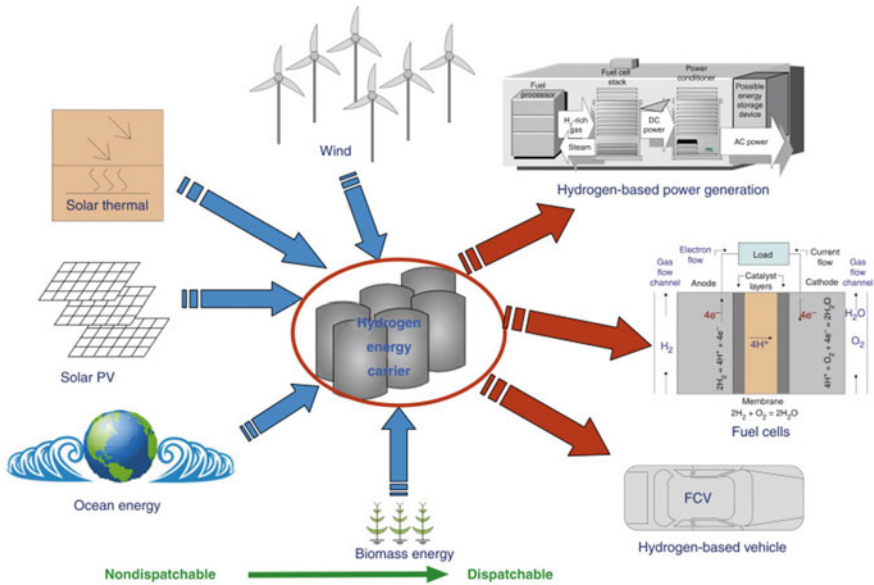 Wind
Solar thermal
Solar PV
Ocean energy
Biomass energy
Hydrogen
energy
carrier
Fuel
processor
Fuel cell
stack
Power
conditioner
Possible
energy
storage
device
H₂-rich
gas
Steam
DC
power
AC power
Hydrogen-based power generation
Electron
flow
Load
Current
flow
Gas
flow
channel
Anode
Catalyst
layers
Cathode
Gas
flow
channel
4e⁻
4e⁻
H₂
2H₂ = 4H⁺ + 4e⁻
4H⁺
4H⁺ + O₂ + 4e⁻ = 2H₂O
H₂O
O₂
Membrane
2H₂ + O₂ = 2H₂O
Fuel cells
FCV
Hydrogen-based vehicle
Nondispatchable
Dispatchable